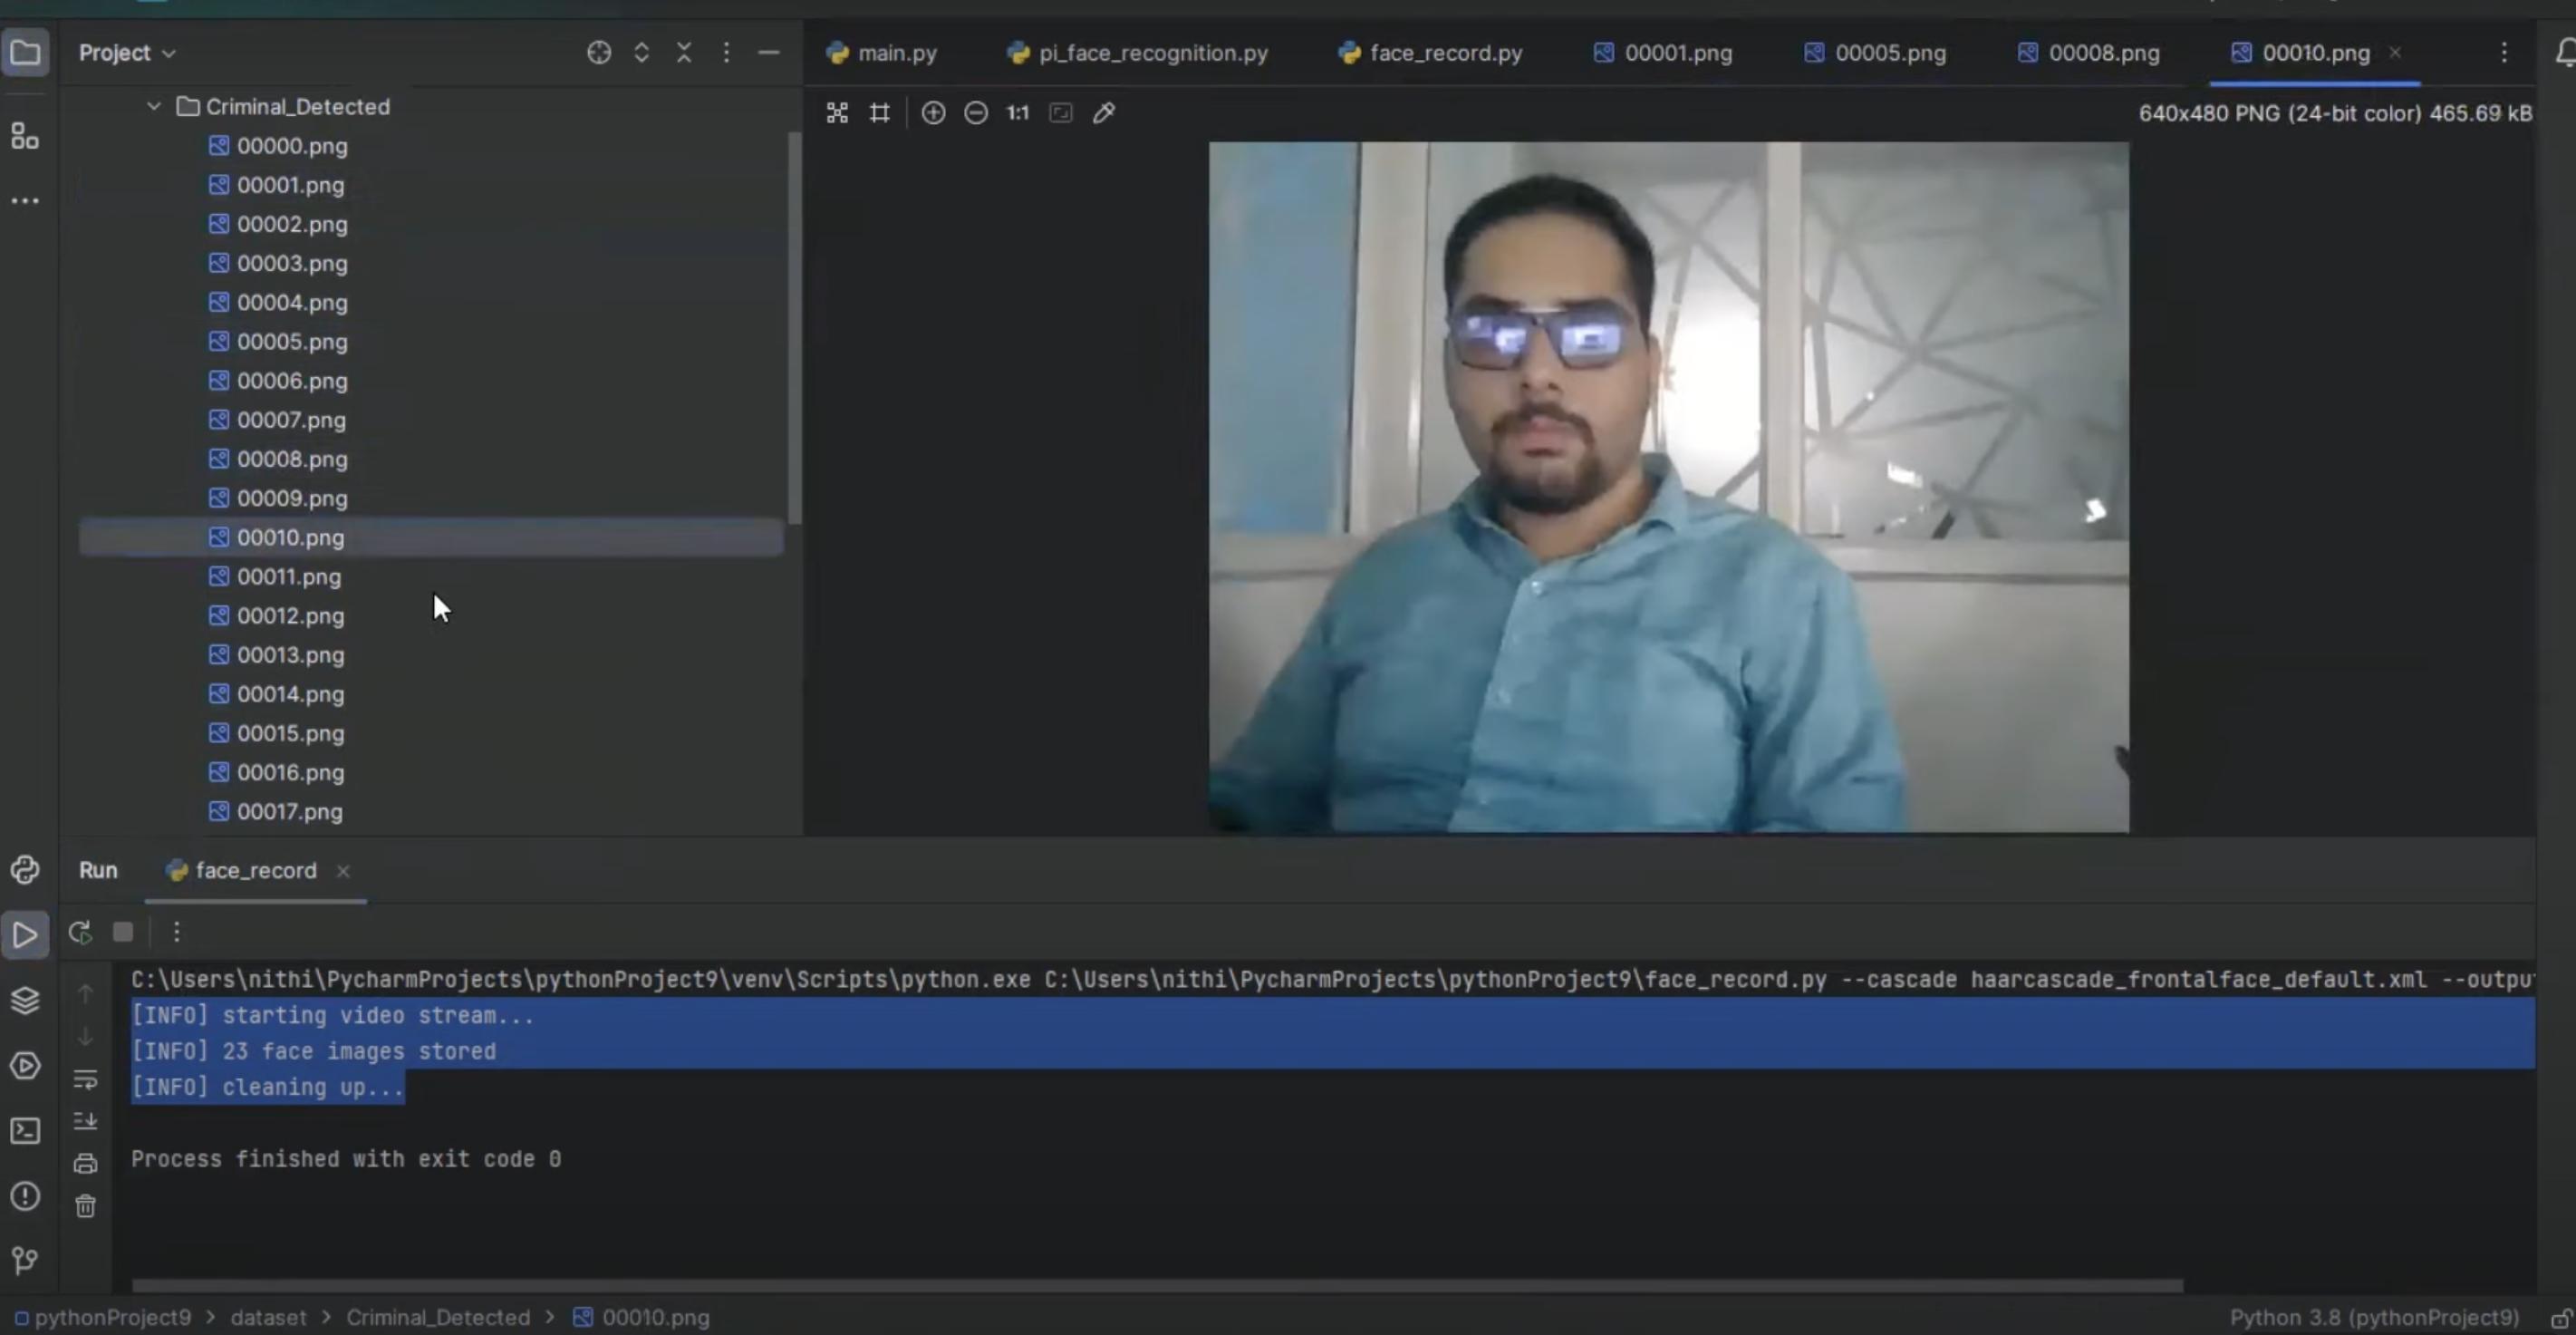 Project
main.py
pi_face_recognition.py
face_record.py
00001.png
00005.png
00008.png
00010.png
1:1
640x480 PNG (24-bit color) 465.69 kB
Criminal_Detected
00000.png
00001.png
00002.png
00003.png
00004.png
00005.png
00006.png
00007.png
00008.png
00009.png
00010.png
00011.png
00012.png
00013.png
00014.png
00015.png
00016.png
00017.png
Run
face_record
C:\Users\nithi\PycharmProjects\pythonProject9\venv\Scripts\python.exe C:\Users\nithi\PycharmProjects\pythonProject9\face_record.py --cascade haarcascade_frontalface_default.xml --outpu
[INFO] starting video stream...
[INFO] 23 face images stored
[INFO] cleaning up...
Process finished with exit code 0
pythonProject9 > dataset > Criminal_Detected > 00010.png
Python 3.8 (pythonProject9)